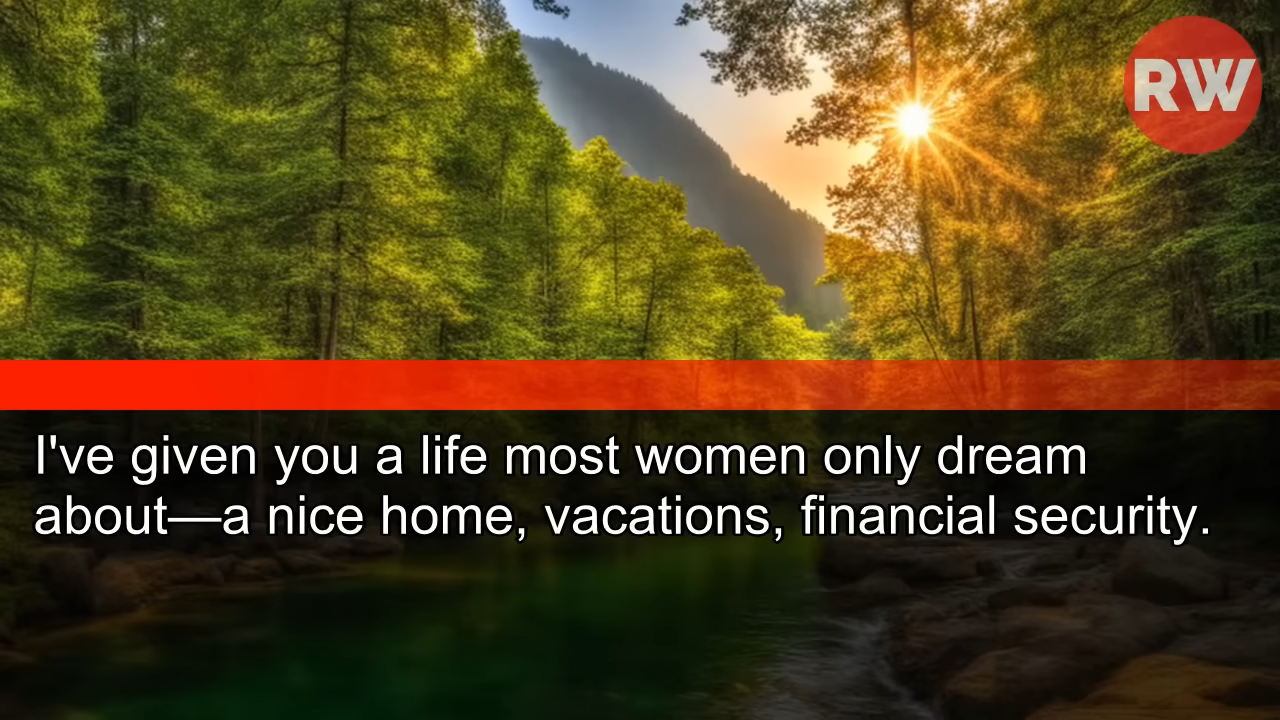 RW
I've given you a life most women only dream
about—a nice home, vacations, financial security.